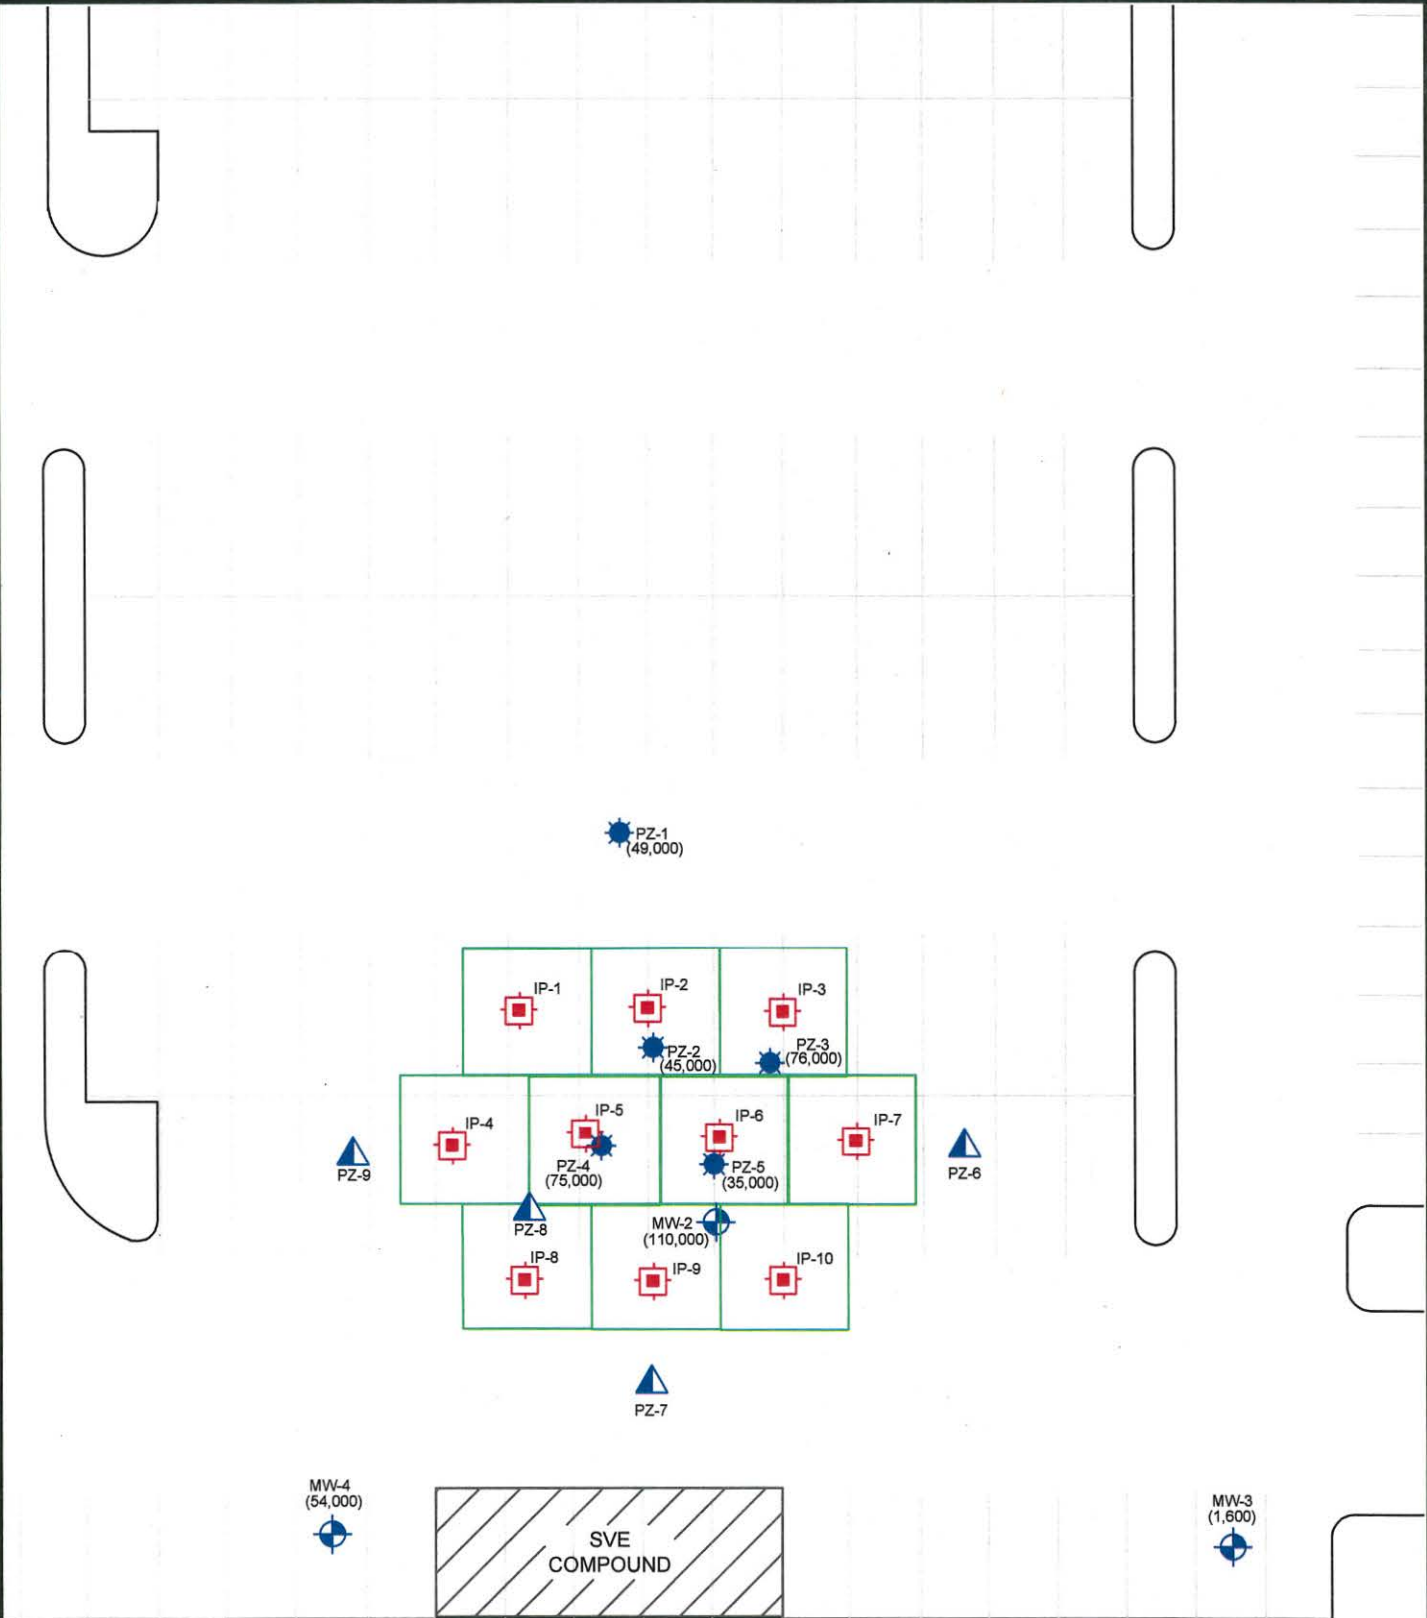 PZ-1
(49,000)
IP-1
IP-2
IP-3
PZ-2
(45,000)
PZ-3
(76,000)
IP-4
IP-5
IP-6
IP-7
PZ-4
(75,000)
PZ-5
(35,000)
PZ-9
PZ-6
PZ-8
MW-2
(110,000)
IP-8
IP-9
IP-10
PZ-7
MW-4
(54,000)
SVE
COMPOUND
MW-3
(1,600)